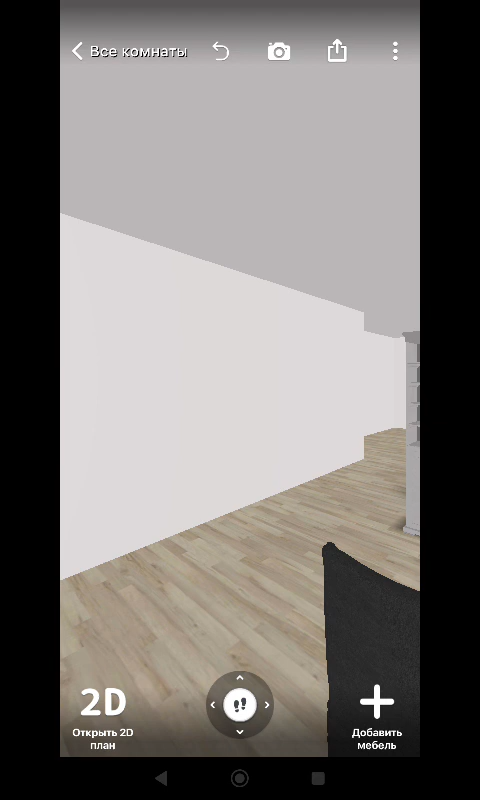 Все комнаты
2D
Открыть 2D
план
Добавить
мебель